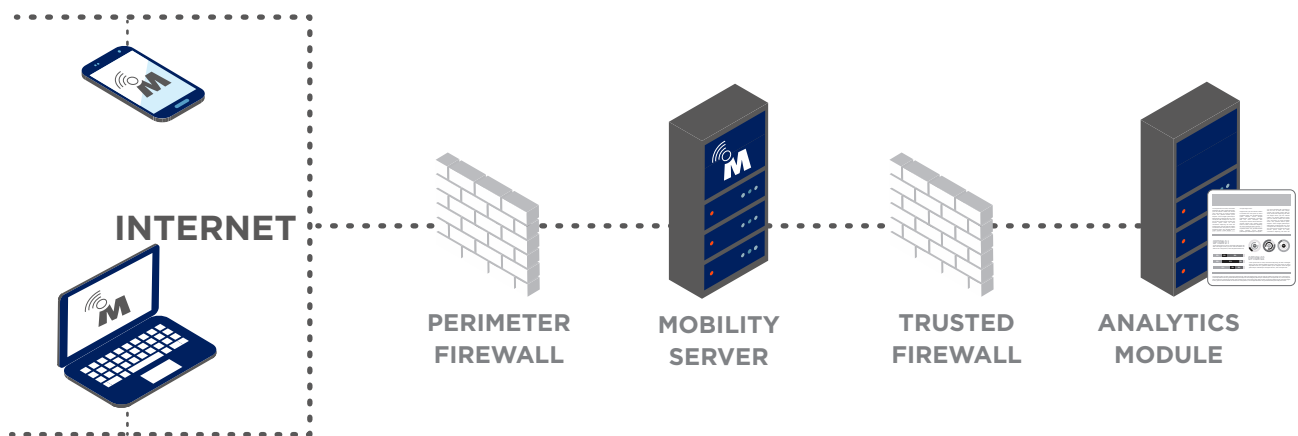 INTERNET
M
M
M
PERIMETER
FIREWALL
MOBILITY
SERVER
TRUSTED
FIREWALL
ANALYTICS
MODULE